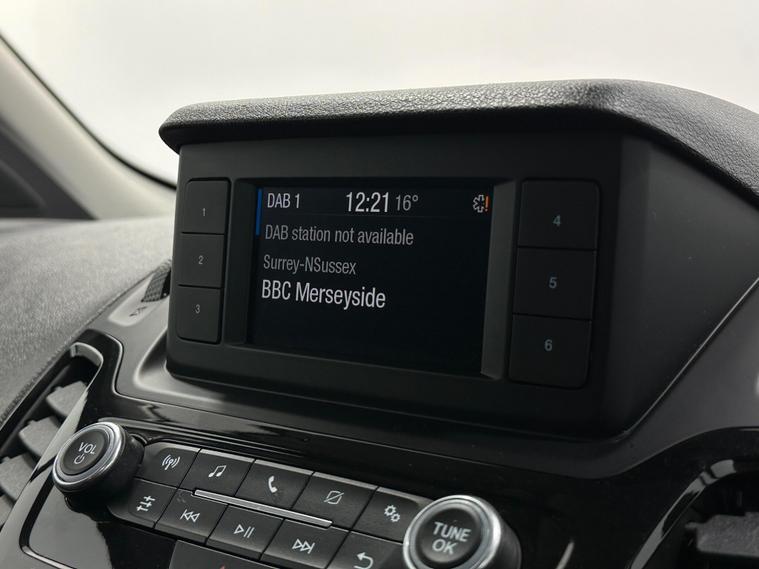 DAB 1 12:21 16°
DAB station not available
Surrey-NSussex
BBC Merseyside
1
2
3
4
5
6
VOL
TUNE
OK